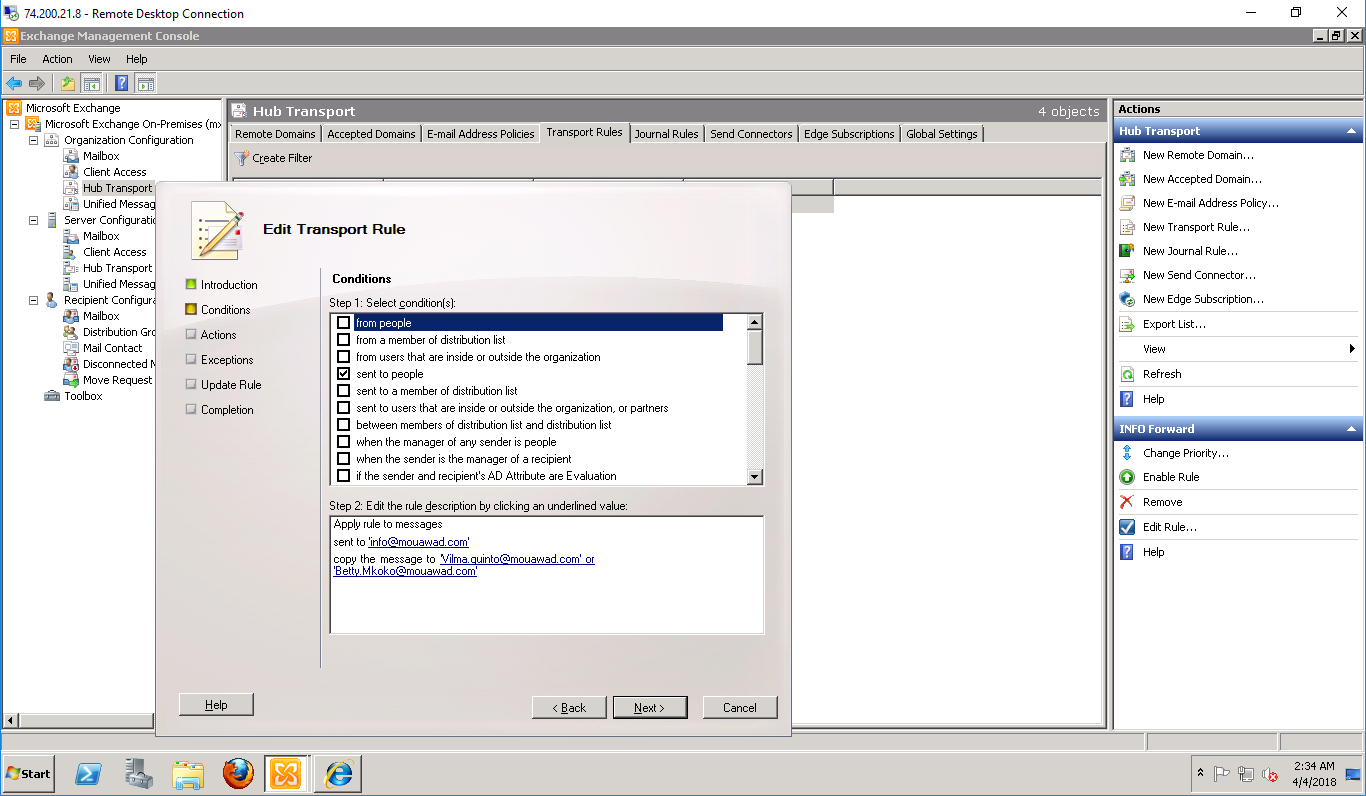 74.200.21.8 - Remote Desktop Connection
Exchange Management Console
File Action View Help
Microsoft Exchange
Microsoft Exchange On-Premises (mx
Organization Configuration
Mailbox
Client Access
Hub Transport
Unified Messag
Server Configuratio
Mailbox
Client Access
Hub Transport
Unified Messag
Recipient Configura
Mailbox
Distribution Gro
Mail Contact
Disconnected M
Move Request
Toolbox
Hub Transport 4 objects
Remote Domains Accepted Domains E-mail Address Policies Transport Rules Journal Rules Send Connectors Edge Subscriptions Global Settings
Create Filter
Edit Transport Rule
Introduction
Conditions
Actions
Exceptions
Update Rule
Completion
Conditions
Step 1: Select condition(s):
from people
from a member of distribution list
from users that are inside or outside the organization
sent to people
sent to a member of distribution list
sent to users that are inside or outside the organization, or partners
between members of distribution list and distribution list
when the manager of any sender is people
when the sender is the manager of a recipient
if the sender and recipient's AD Attribute are Evaluation
Step 2: Edit the rule description by clicking an underlined value:
Apply rule to messages
sent to 'info@mouawad.com'
copy the message to 'Vilma.quinto@mouawad.com' or
'Betty.Mkoko@mouawad.com'
Help < Back Next > Cancel
Actions
Hub Transport
New Remote Domain...
New Accepted Domain...
New E-mail Address Policy...
New Transport Rule...
New Journal Rule...
New Send Connector...
New Edge Subscription...
Export List...
View
Refresh
Help
INFO Forward
Change Priority...
Enable Rule
Remove
Edit Rule...
Help
Start
2:34 AM
4/4/2018